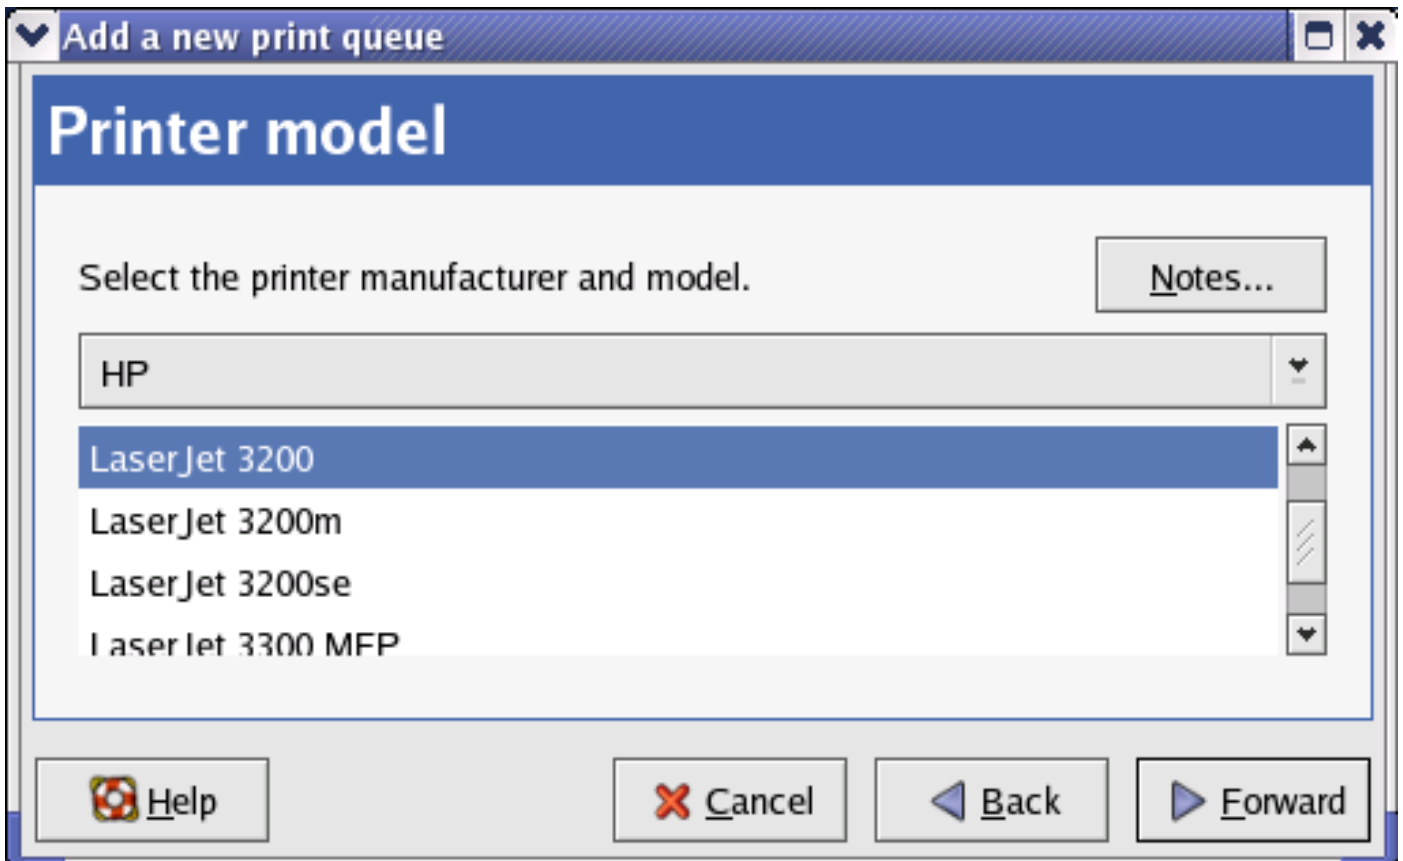 Add a new print queue
Printer model
Select the printer manufacturer and model.
Notes...
HP
LaserJet 3200
LaserJet 3200m
LaserJet 3200se
LaserJet 3300 MFP
Help
Cancel
Back
Forward